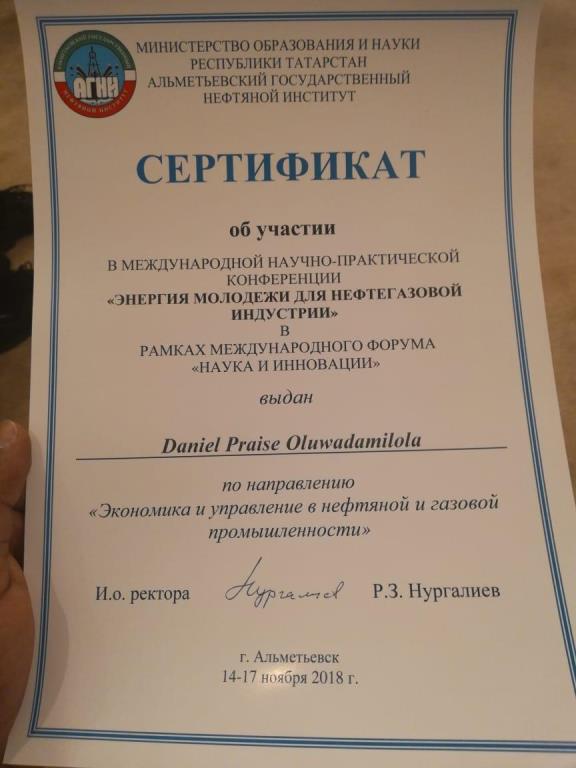 МИНИСТЕРСТВО ОБРАЗОВАНИЯ И НАУКИ
РЕСПУБЛИКИ ТАТАРСТАН
АЛЬМЕТЬЕВСКИЙ ГОСУДАРСТВЕННЫЙ
НЕФТЯНОЙ ИНСТИТУТ
АГНИ
НЕФТЯНОЙ ИНСТИТУТ
СЕРТИФИКАТ
об участии
В МЕЖДУНАРОДНОЙ НАУЧНО-ПРАКТИЧЕСКОЙ
КОНФЕРЕНЦИИ
«ЭНЕРГИЯ МОЛОДЕЖИ ДЛЯ НЕФТЕГАЗОВОЙ
ИНДУСТРИИ»
В
РАМКАХ МЕЖДУНАРОДНОГО ФОРУМА
«НАУКА И ИННОВАЦИИ»
выдан
Daniel Praise Oluwadamilola
по направлению
«Экономика и управление в нефтяной и газовой
промышленности»
И.о. ректора Р.З. Нургалиев
г. Альметьевск
14-17 ноября 2018 г.